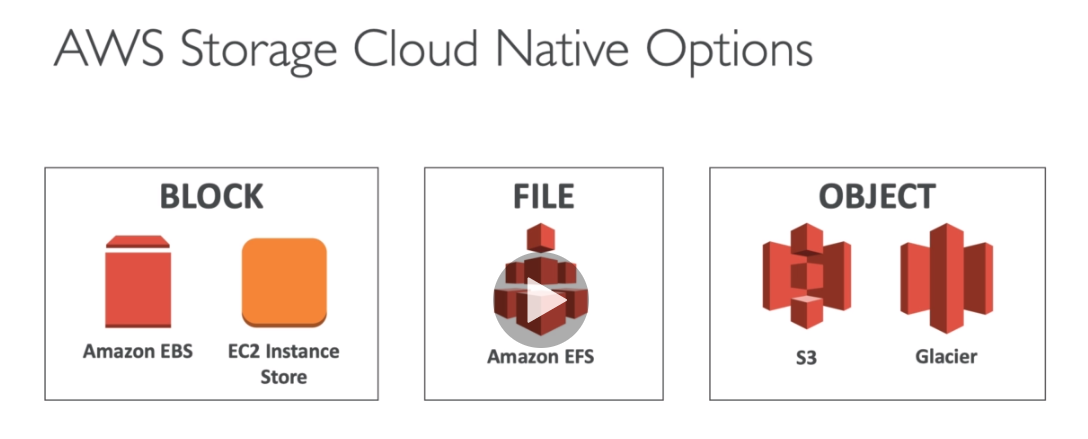 AWS Storage Cloud Native Options
BLOCK
Amazon EBS
EC2 Instance
Store
FILE
Amazon EFS
OBJECT
S3
Glacier